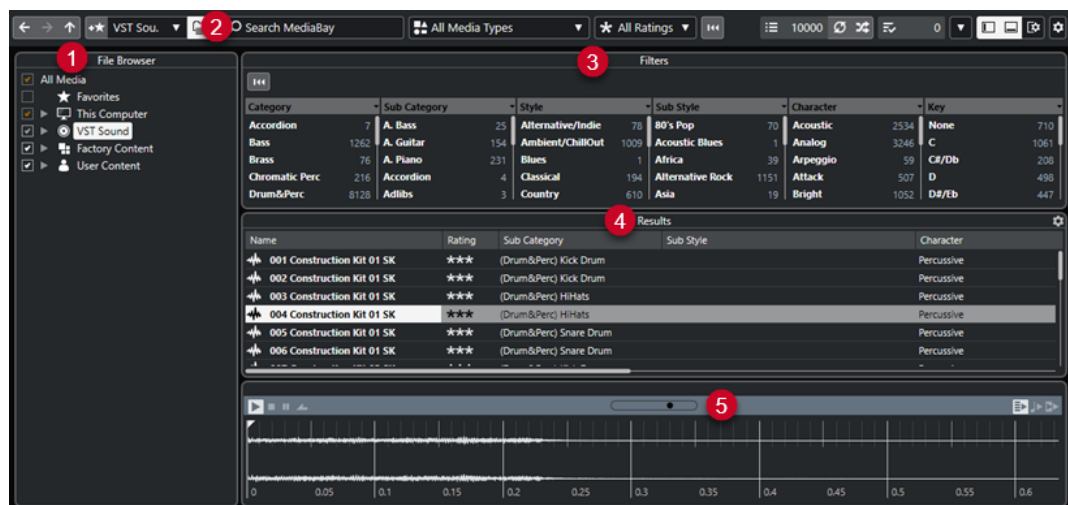 VST Sou.
2
Search MediaBay
All Media Types
All Ratings
10000
0
1
File Browser
All Media
Favorites
This Computer
VST Sound
Factory Content
User Content
3
Filters
Category Sub Category Style Sub Style Character Key
Accordion 7 A. Bass 25 Alternative/Indie 78 80's Pop 70 Acoustic 2534 None 710
Bass 1262 A. Guitar 154 Ambient/ChillOut 1009 Acoustic Blues 1 Analog 3246 C 1061
Brass 76 A. Piano 231 Blues 1 Africa 39 Arpeggio 59 C#/Db 208
Chromatic Perc 216 Accordion 4 Classical 194 Alternative Rock 1151 Attack 507 D 498
Drum&Perc 8128 Adlibs 3 Country 610 Asia 19 Bright 1052 D#/Eb 447
4
Results
Name Rating Sub Category Sub Style Character
001 Construction Kit 01 SK ★★★ (Drum&Perc) Kick Drum Percussive
002 Construction Kit 01 SK ★★★ (Drum&Perc) Kick Drum Percussive
003 Construction Kit 01 SK ★★★ (Drum&Perc) HiHats Percussive
004 Construction Kit 01 SK ★★★ (Drum&Perc) HiHats Percussive
005 Construction Kit 01 SK ★★★ (Drum&Perc) Snare Drum Percussive
006 Construction Kit 01 SK ★★★ (Drum&Perc) Snare Drum Percussive
5
0 0.05 0.1 0.15 0.2 0.25 0.3 0.35 0.4 0.45 0.5 0.55 0.6